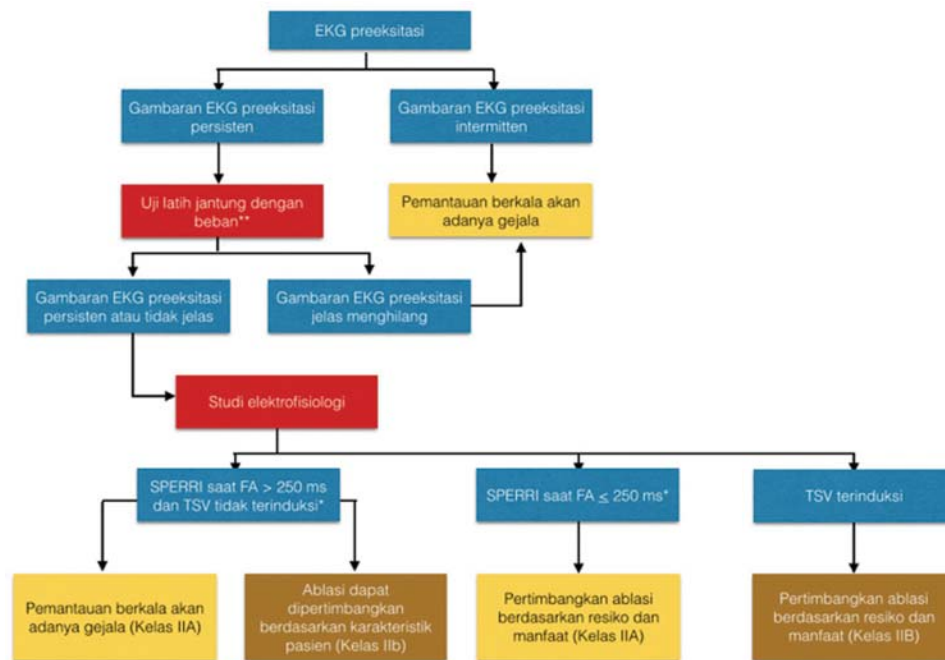 EKG preeksitasi
Gambaran EKG preeksitasi
persisten
Gambaran EKG preeksitasi
intermitten
Uji latih jantung dengan
beban**
Pemantauan berkala akan
adanya gejala
Gambaran EKG preeksitasi
persisten atau tidak jelas
Gambaran EKG preeksitasi
jelas menghilang
Studi elektrofisiologi
SPERRI saat FA > 250 ms
dan TSV tidak terinduksi*
SPERRI saat FA ≤ 250 ms*
TSV terinduksi
Pemantauan berkala akan
adanya gejala (Kelas IIA)
Ablasi dapat
dipertimbangkan
berdasarkan karakteristik
pasien (Kelas IIb)
Pertimbangkan ablasi
berdasarkan resiko dan
manfaat (Kelas IIA)
Pertimbangkan ablasi
berdasarkan resiko dan
manfaat (Kelas IIB)